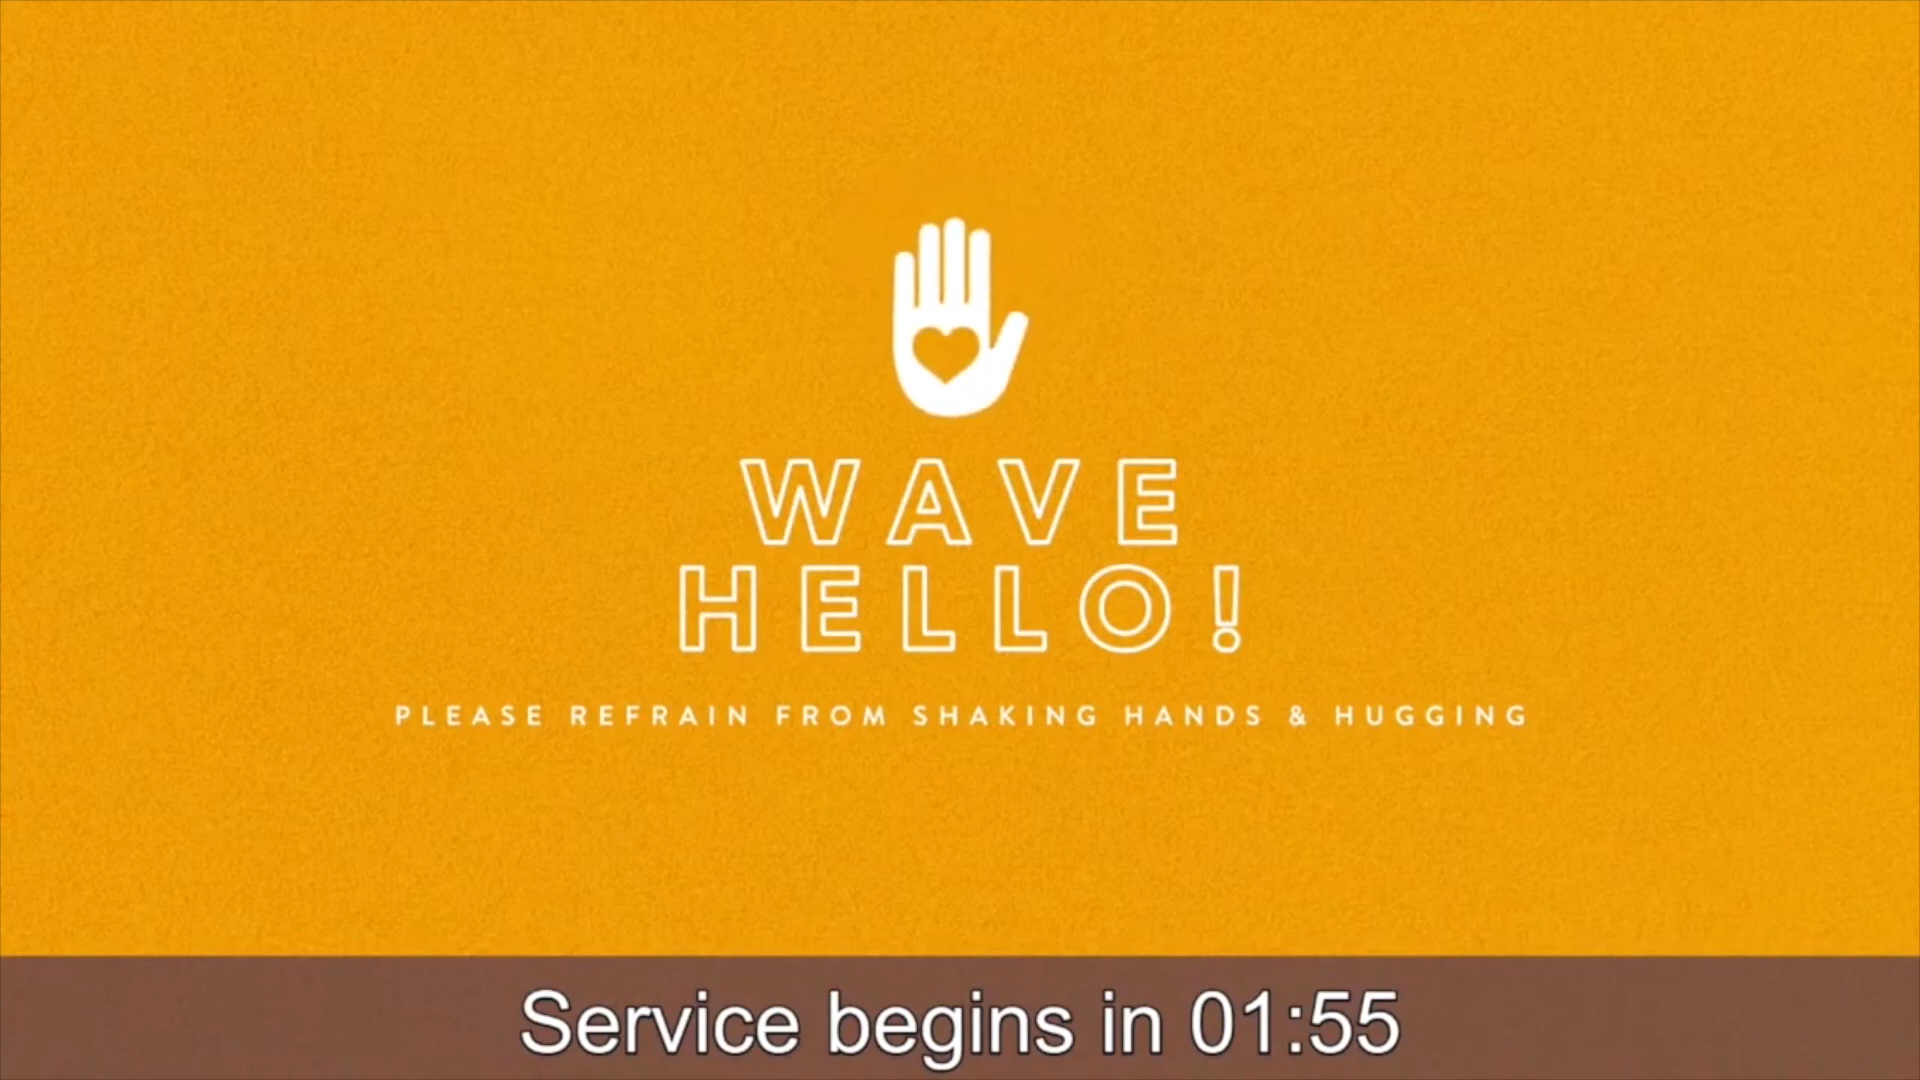 WAVE
HELLO!
PLEASE REFRAIN FROM SHAKING HANDS & HUGGING
Service begins in 01:55